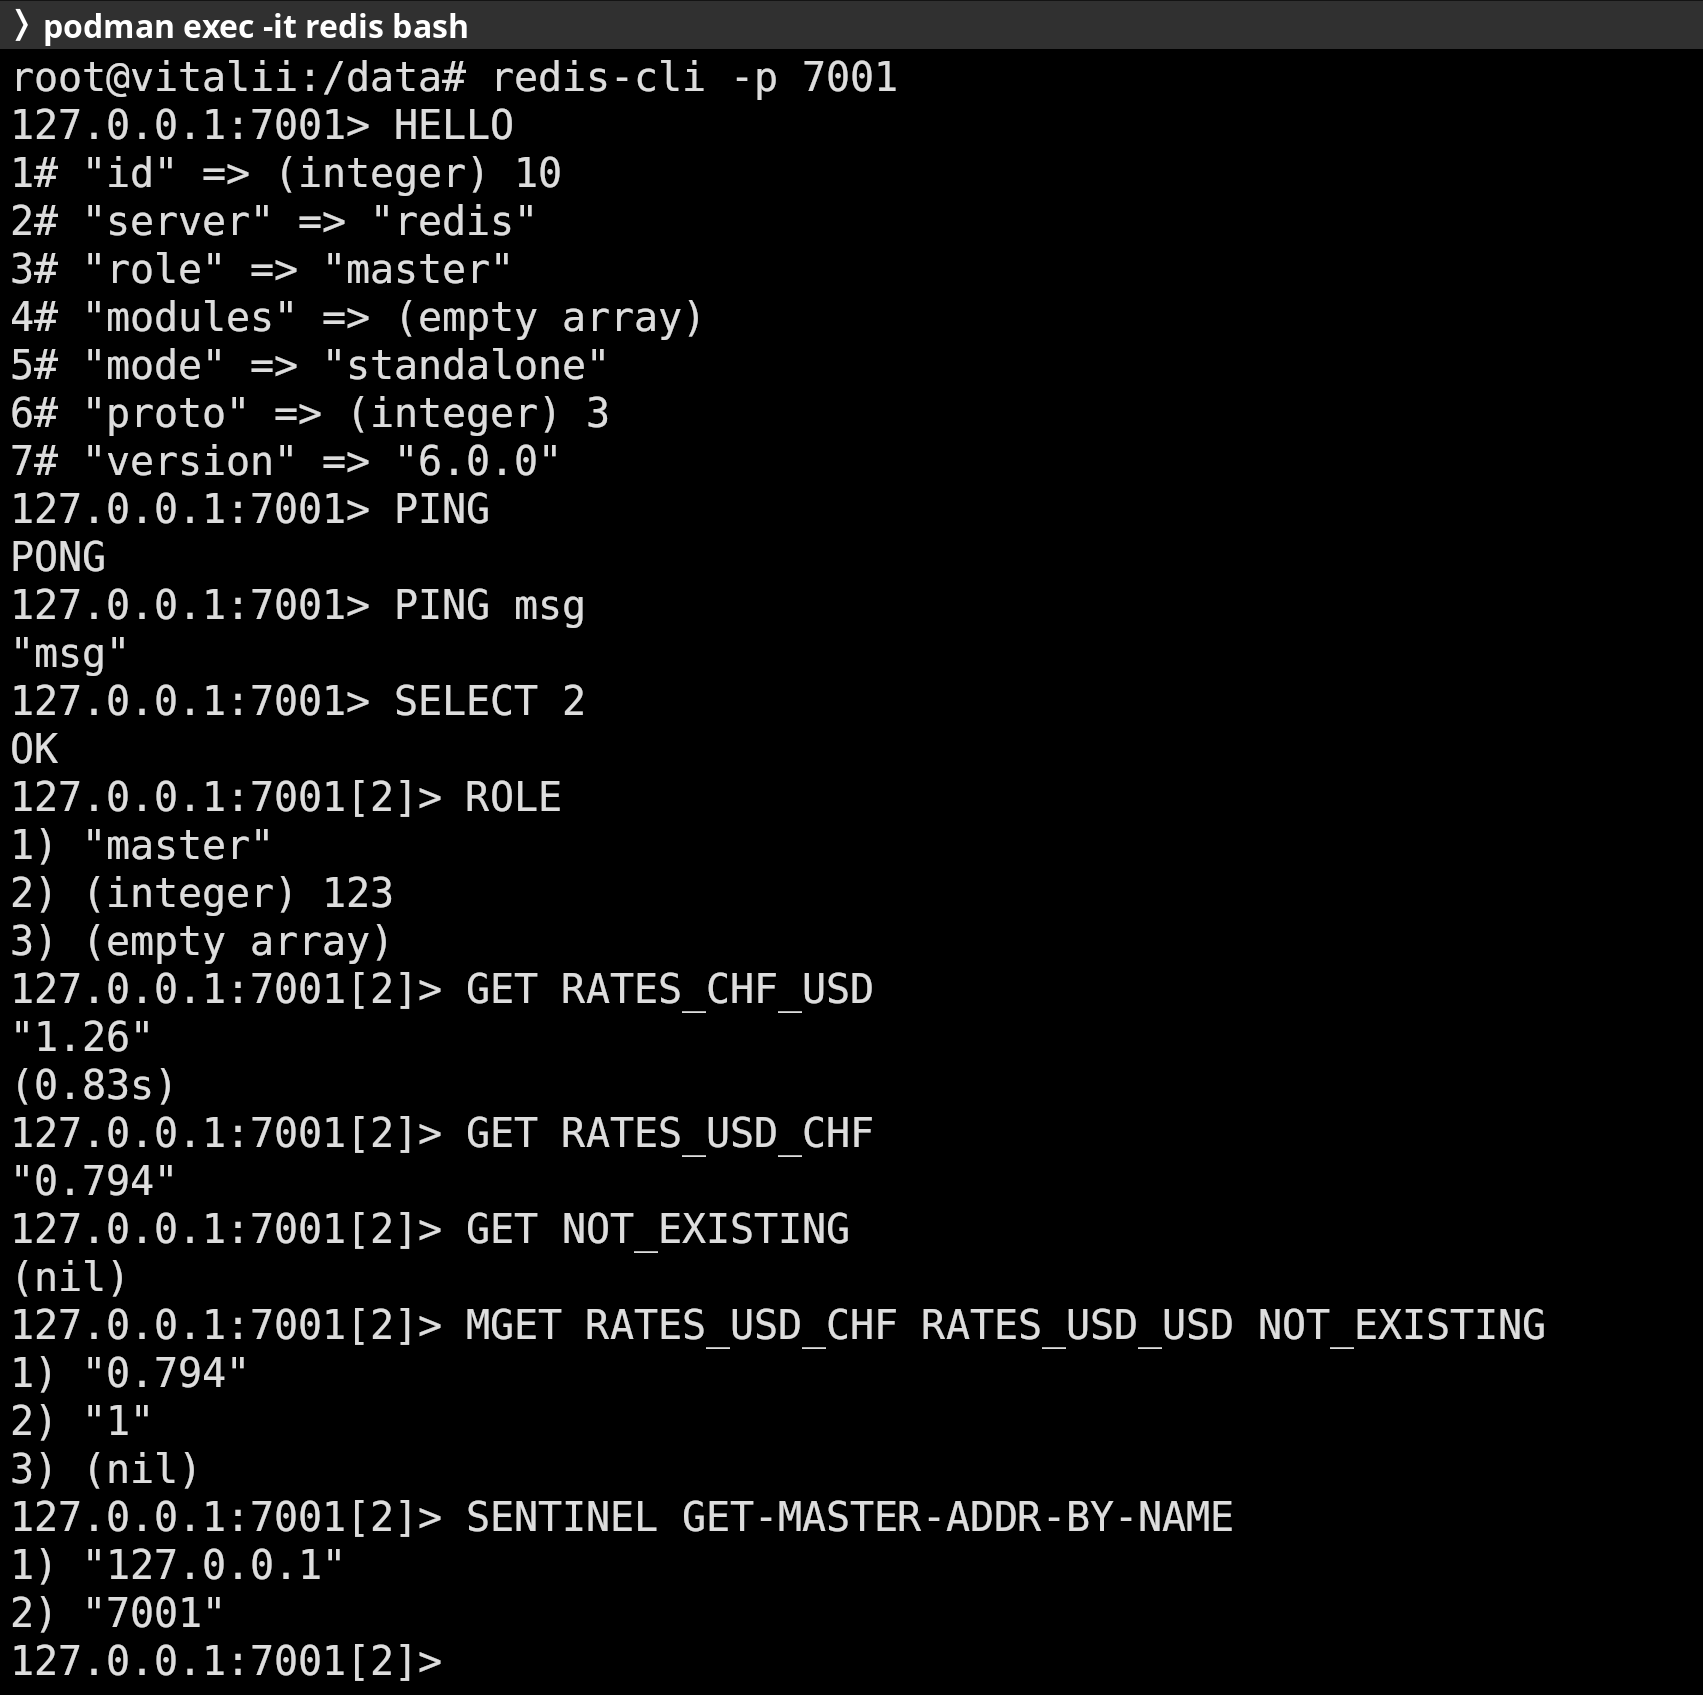 ❭ podman exec -it redis bash
root@vitalii:/data# redis-cli -p 7001
127.0.0.1:7001> HELLO
1# "id" => (integer) 10
2# "server" => "redis"
3# "role" => "master"
4# "modules" => (empty array)
5# "mode" => "standalone"
6# "proto" => (integer) 3
7# "version" => "6.0.0"
127.0.0.1:7001> PING
PONG
127.0.0.1:7001> PING msg
"msg"
127.0.0.1:7001> SELECT 2
OK
127.0.0.1:7001[2]> ROLE
1) "master"
2) (integer) 123
3) (empty array)
127.0.0.1:7001[2]> GET RATES_CHF_USD
"1.26"
(0.83s)
127.0.0.1:7001[2]> GET RATES_USD_CHF
"0.794"
127.0.0.1:7001[2]> GET NOT_EXISTING
(nil)
127.0.0.1:7001[2]> MGET RATES_USD_CHF RATES_USD_USD NOT_EXISTING
1) "0.794"
2) "1"
3) (nil)
127.0.0.1:7001[2]> SENTINEL GET-MASTER-ADDR-BY-NAME
1) "127.0.0.1"
2) "7001"
127.0.0.1:7001[2]>